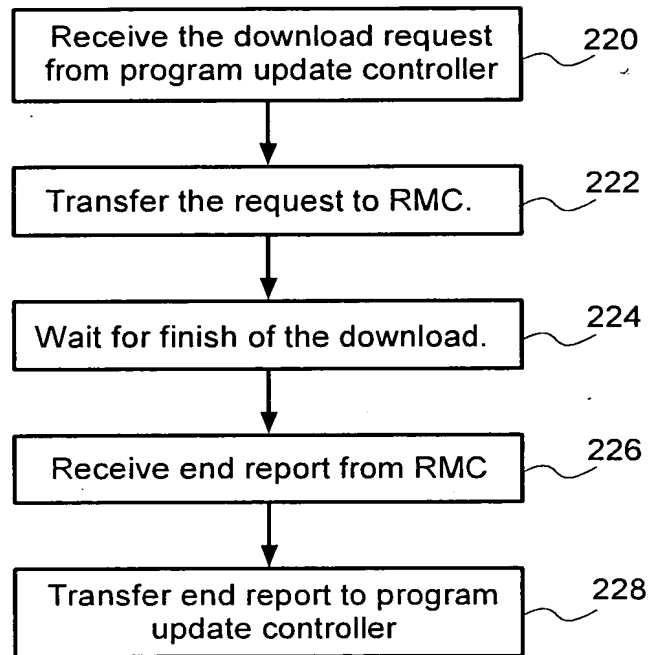 Receive the download request
from program update controller
220
Transfer the request to RMC.
222
Wait for finish of the download.
224
Receive end report from RMC
226
Transfer end report to program
update controller
228